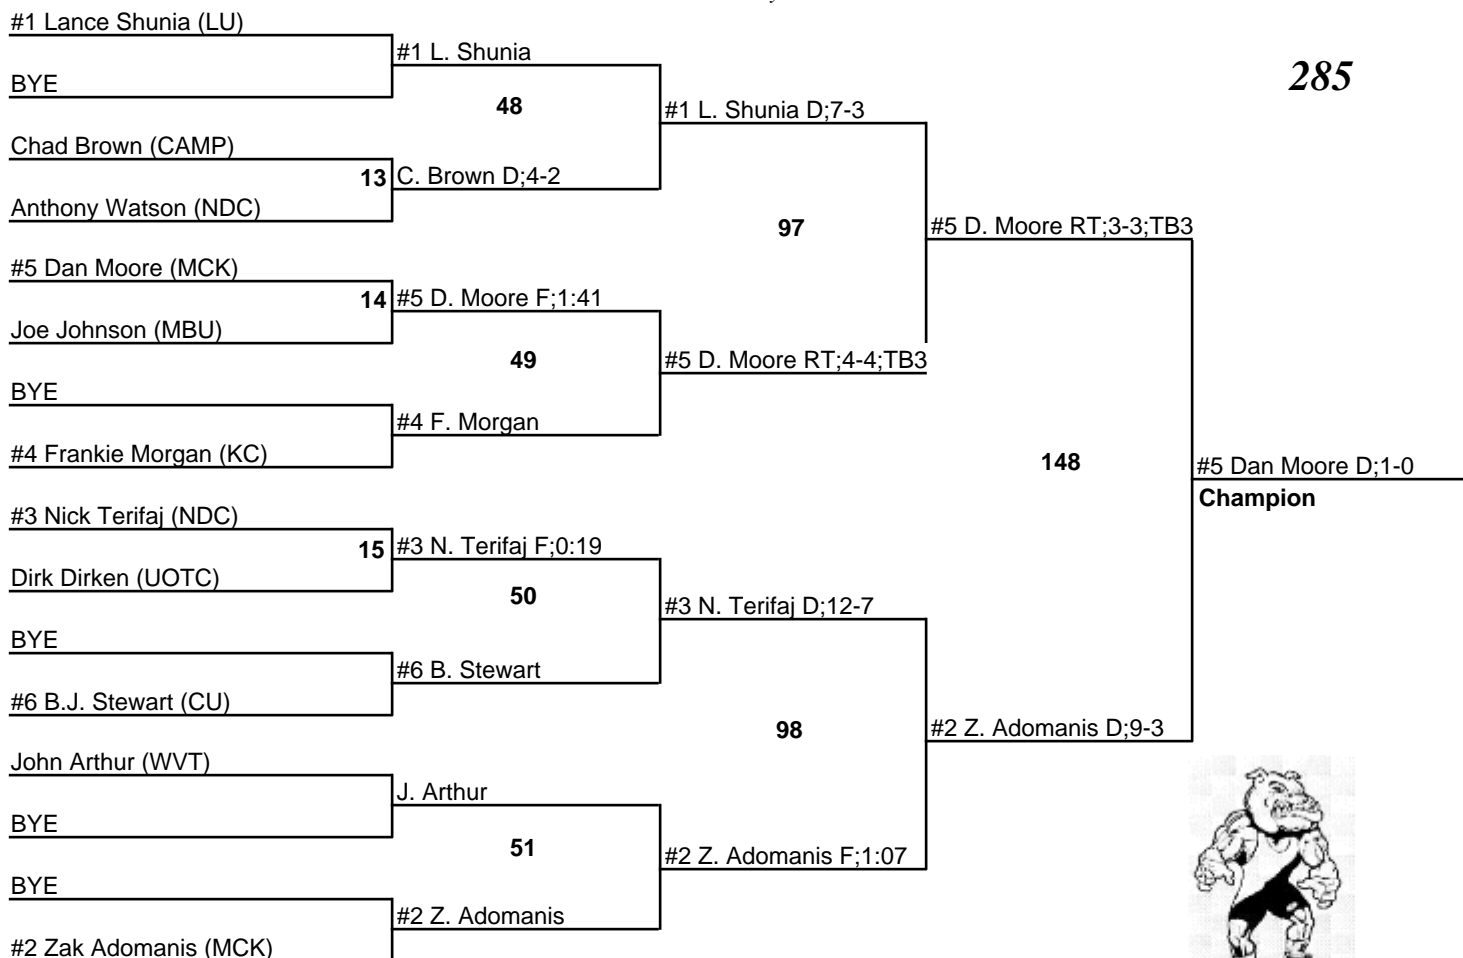 #1 Lance Shunia (LU)
BYE
Chad Brown (CAMP)
Anthony Watson (NDC)
#5 Dan Moore (MCK)
Joe Johnson (MBU)
BYE
#4 Frankie Morgan (KC)
#3 Nick Terifaj (NDC)
Dirk Dirken (UOTC)
BYE
#6 B.J. Stewart (CU)
John Arthur (WVT)
BYE
BYE
#2 Zak Adomanis (MCK)
#1 L. Shunia
48
13 C. Brown D;4-2
14 #5 D. Moore F;1:41
49
#4 F. Morgan
15 #3 N. Terifaj F;0:19
50
#6 B. Stewart
J. Arthur
51
#2 Z. Adomanis
#1 L. Shunia D;7-3
97
#5 D. Moore RT;4-4;TB3
#3 N. Terifaj D;12-7
98
#2 Z. Adomanis F;1:07
#5 D. Moore RT;3-3;TB3
148
#2 Z. Adomanis D;9-3
285
#5 Dan Moore D;1-0
Champion